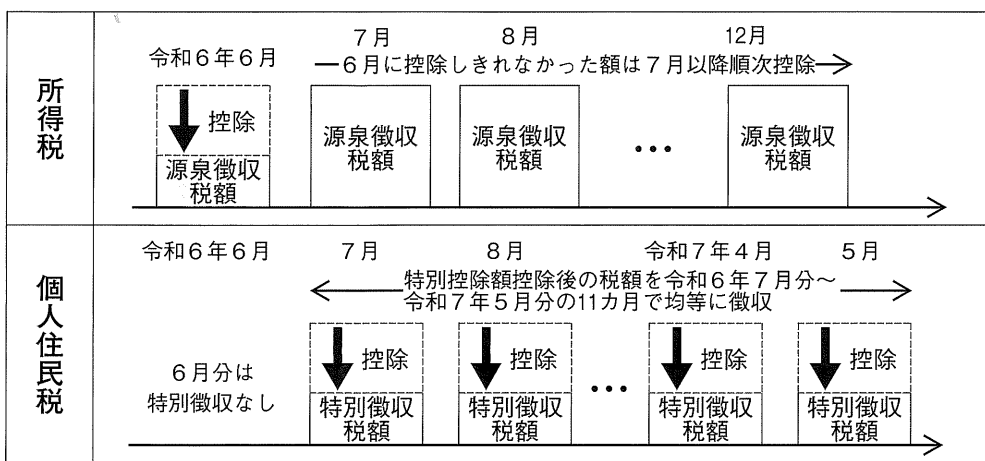 所得税
令和6年6月
7月
8月
12月
6月に控除しきれなかった額は7月以降順次控除
控除
源泉徴収
税額
源泉徴収
税額
源泉徴収
税額
•••
源泉徴収
税額
個人住民税
令和6年6月
7月
8月
令和7年4月
5月
特別控除額控除後の税額を令和6年7月分～
令和7年5月分の11カ月で均等に徴収
6月分は
特別徴収なし
控除
特別徴収
税額
控除
特別徴収
税額
•••
控除
特別徴収
税額
控除
特別徴収
税額